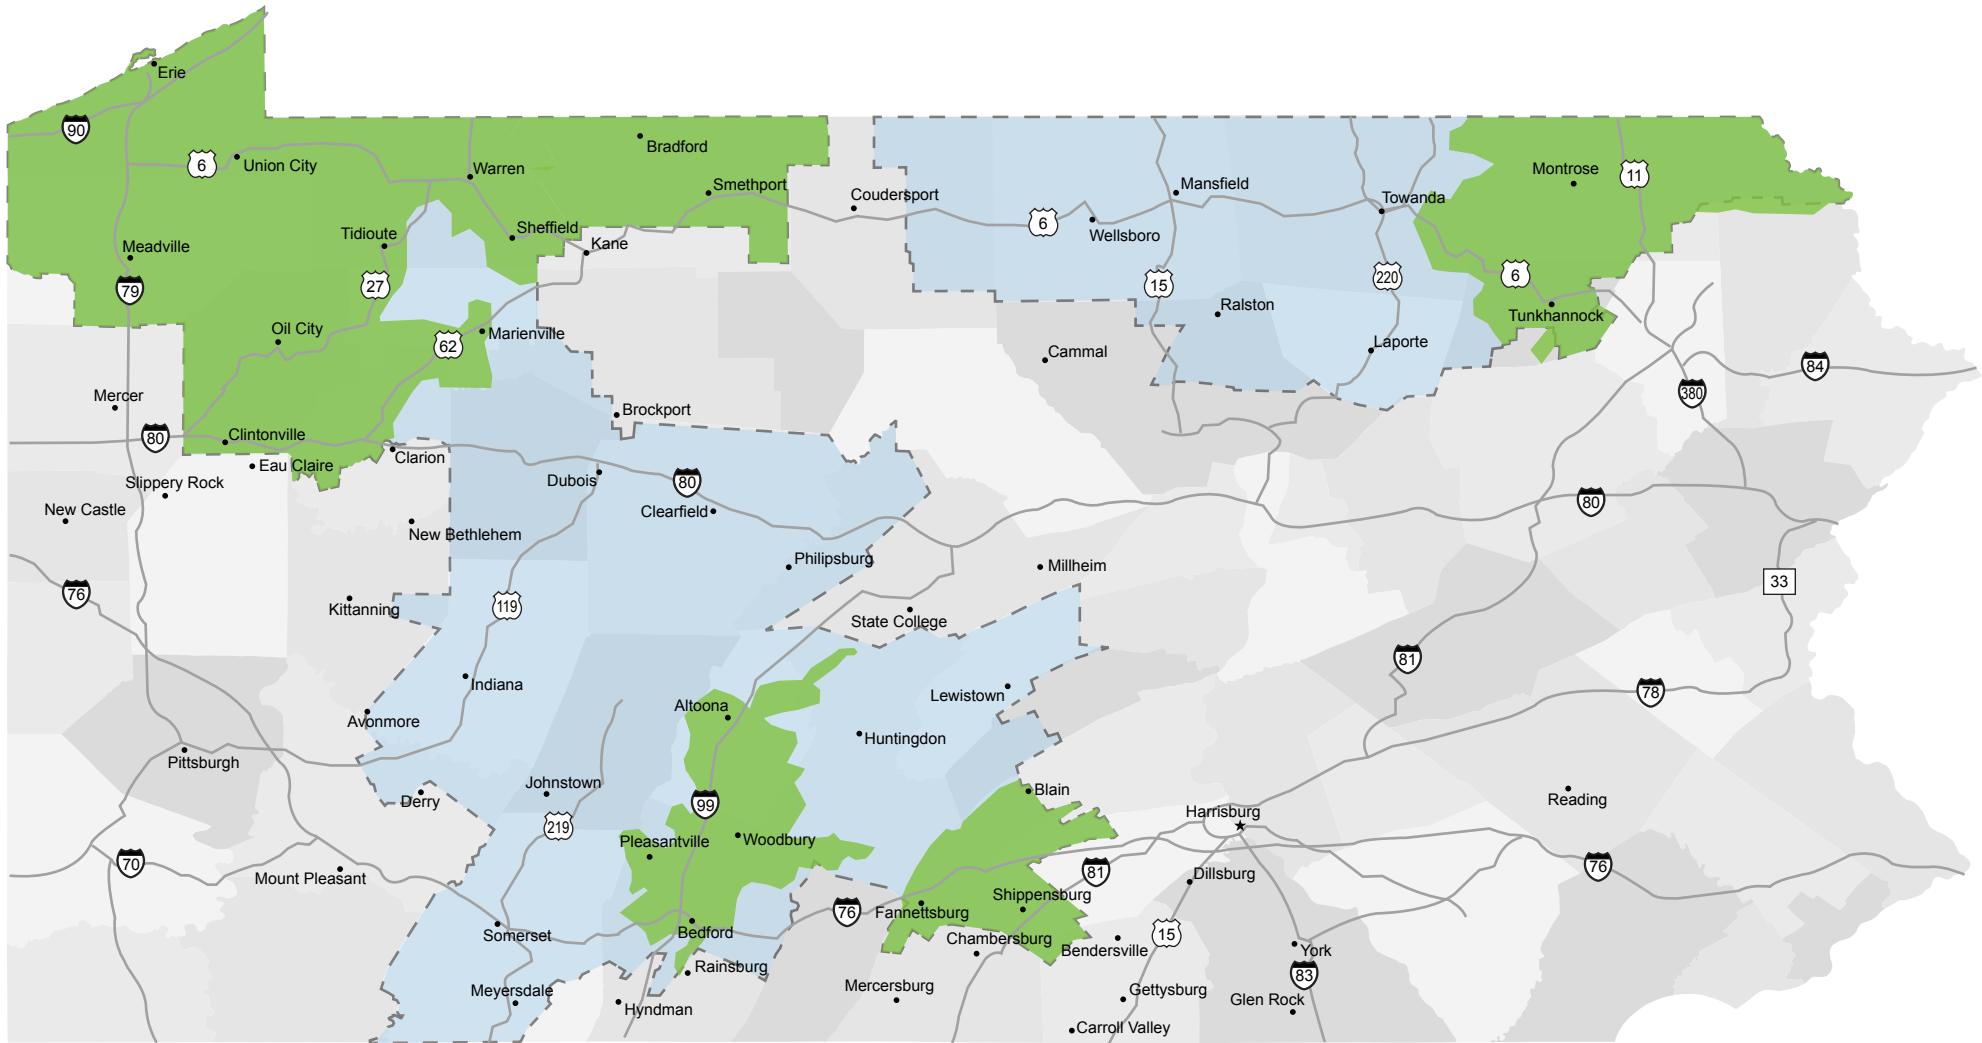 Erie
90
Bradford
6
Union City
Warren
Montrose
11
Smethport
Mansfield
Coudersport
Towanda
6
Tidioute
Sheffield
Wellsboro
Kane
Meadville
79
27
15
220
6
Ralston
Tunkhannock
Oil City
Marienville
62
Laporte
Cammal
84
380
Mercer
Brockport
80
Clintonville
Clarion
Eau Claire
Dubois
80
Slippery Rock
80
New Castle
Clearfield
New Bethlehem
Philipsburg
Millheim
33
76
119
Kittanning
State College
81
Indiana
Lewistown
78
Altoona
Avonmore
Huntingdon
Pittsburgh
Johnstown
Blain
Reading
Derry
99
Harrisburg
219
Pleasantville
Woodbury
70
76
81
Mount Pleasant
Dillsburg
Shippensburg
76
Fannettsburg
Somerset
Bedford
Chambersburg
15
Bendersville
York
Rainsburg
83
Meyersdale
Mercersburg
Gettysburg
Glen Rock
Hyndman
Carroll Valley